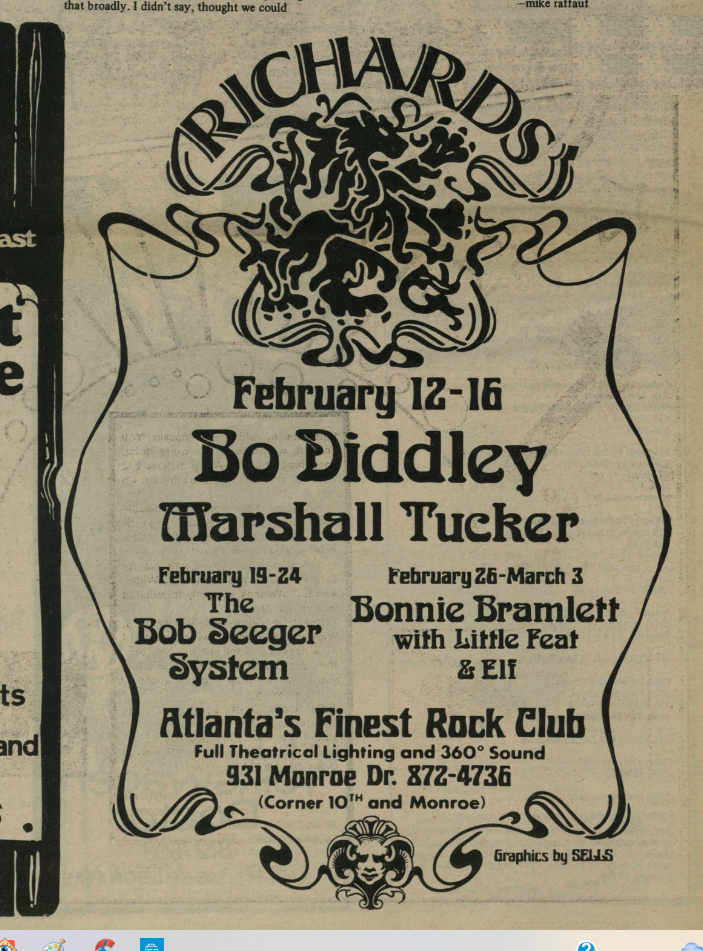 that broadly. I didn't say, thought we could
—mike raffauf
RICHARDS
ast
t
e
ts
and
February 12-16
Bo Diddley
Marshall Tucker
February 19-24
The
Bob Seeger
System
February 26-March 3
Bonnie Bramlett
with Little Feat
& Elf
Atlanta's Finest Rock Club
Full Theatrical Lighting and 360° Sound
931 Monroe Dr. 872-4736
(Corner 10TH and Monroe)
Graphics by SELLS